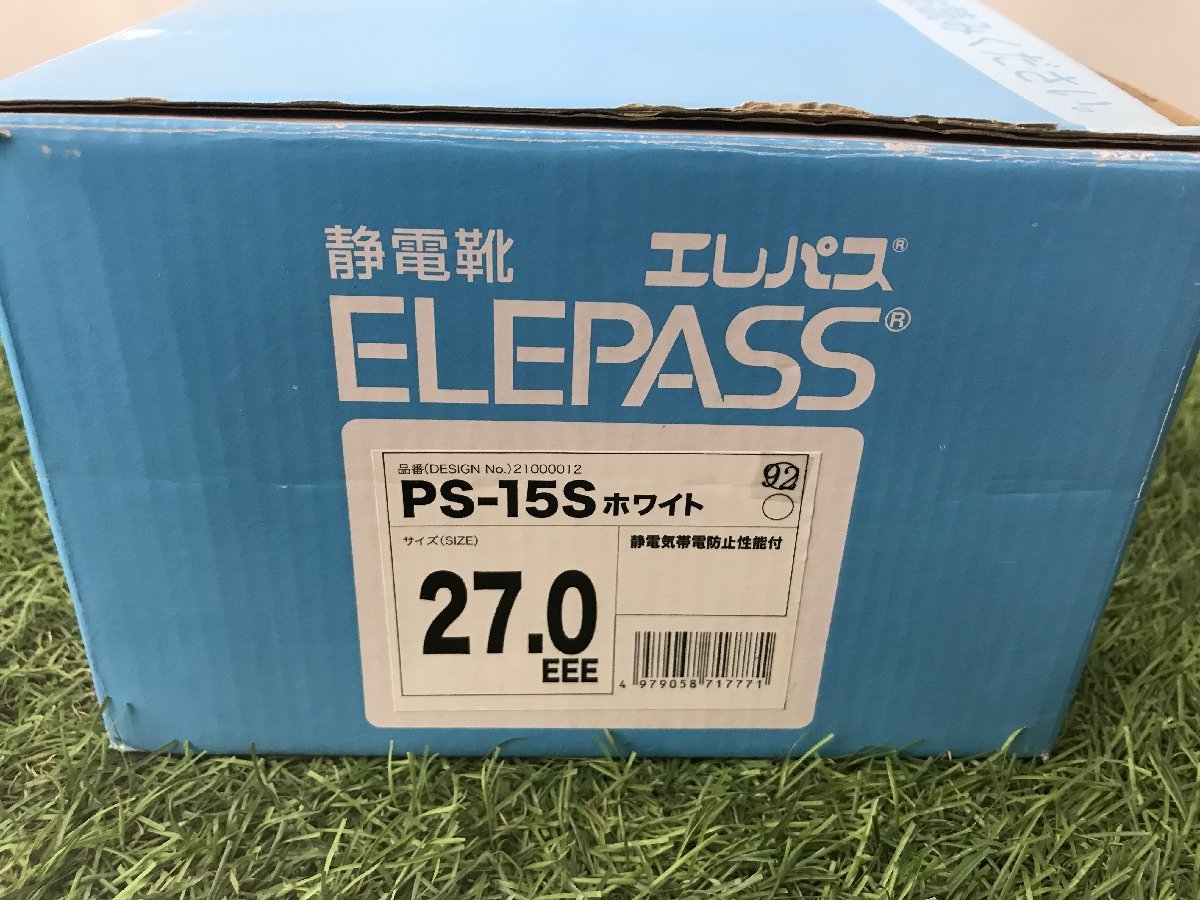 静電靴 エレパス®
ELEPASS®
品番(DESIGN No.)21000012
PS-15S ホワイト
92
サイズ(SIZE)
静電気帯電防止性能付
27.0
EEE
4 979058 717771